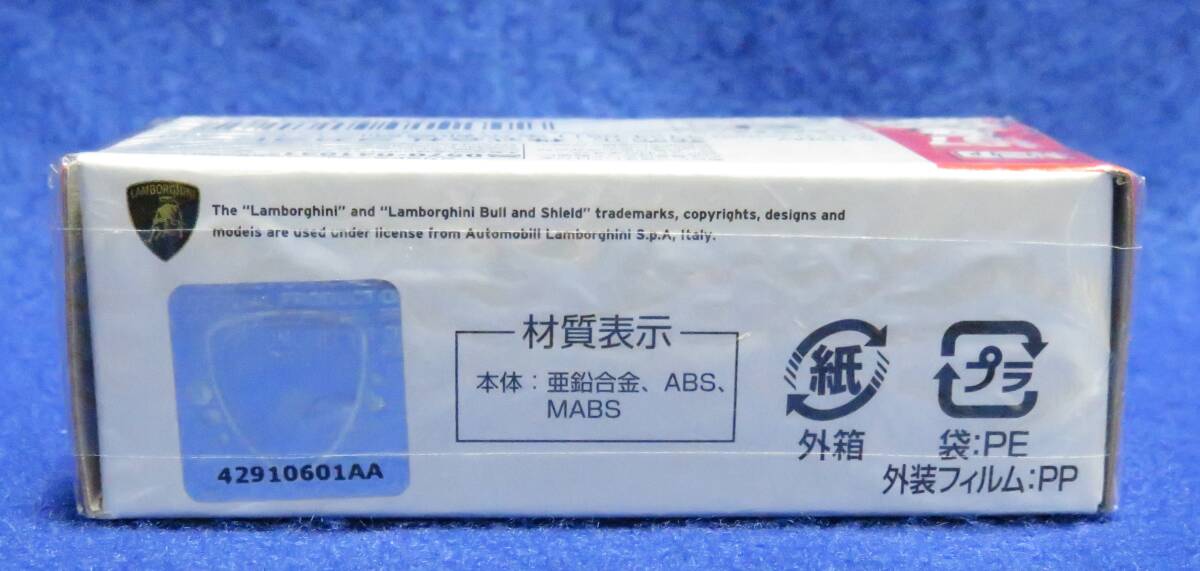 LAMBORGHINI
The "Lamborghini" and "Lamborghini Bull and Shield" trademarks, copyrights, designs and
models are used under license from Automobili Lamborghini S.p.A, Italy.
42910601AA
材質表示
本体：亜鉛合金、ABS、
MABS
紙
外箱
プラ
袋:PE
外装フィルム:PP